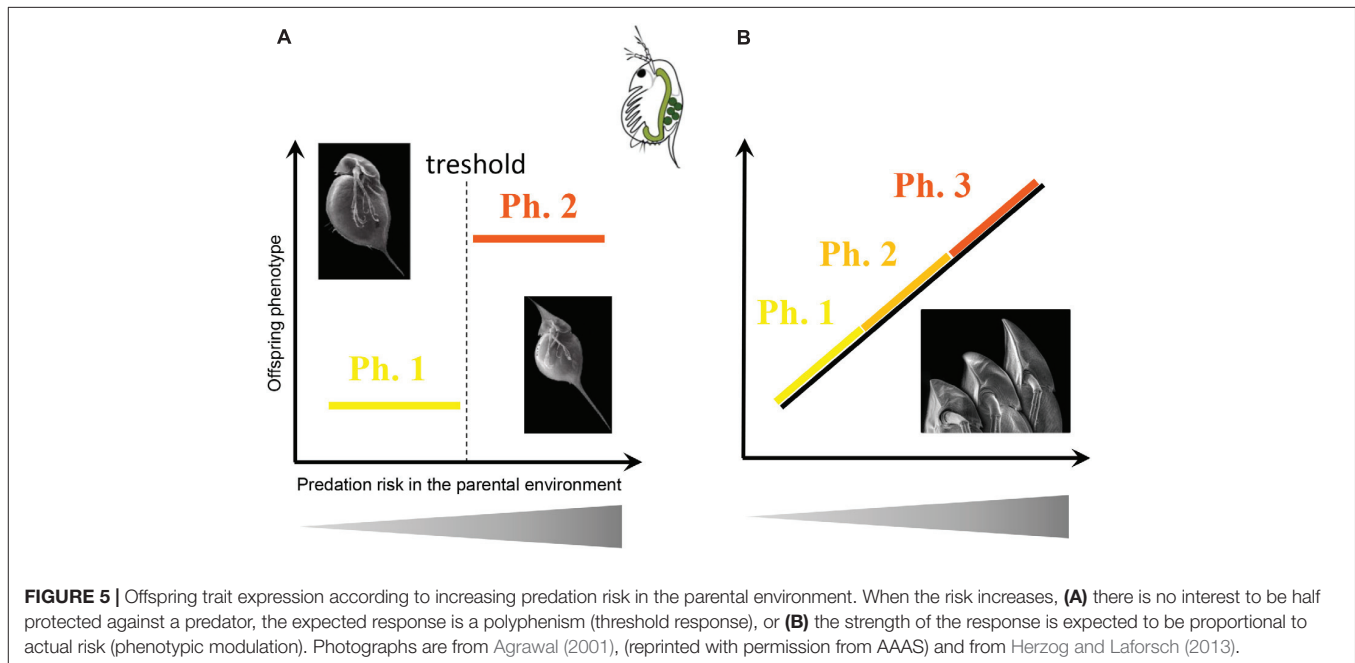 A
B
treshold
Ph. 2
Ph. 1
Offspring phenotype
Predation risk in the parental environment
Ph. 3
Ph. 2
Ph. 1
FIGURE 5 | Offspring trait expression according to increasing predation risk in the parental environment. When the risk increases, (A) there is no interest to be half
protected against a predator, the expected response is a polyphenism (threshold response), or (B) the strength of the response is expected to be proportional to
actual risk (phenotypic modulation). Photographs are from Agrawal (2001), (reprinted with permission from AAAS) and from Herzog and Laforsch (2013).